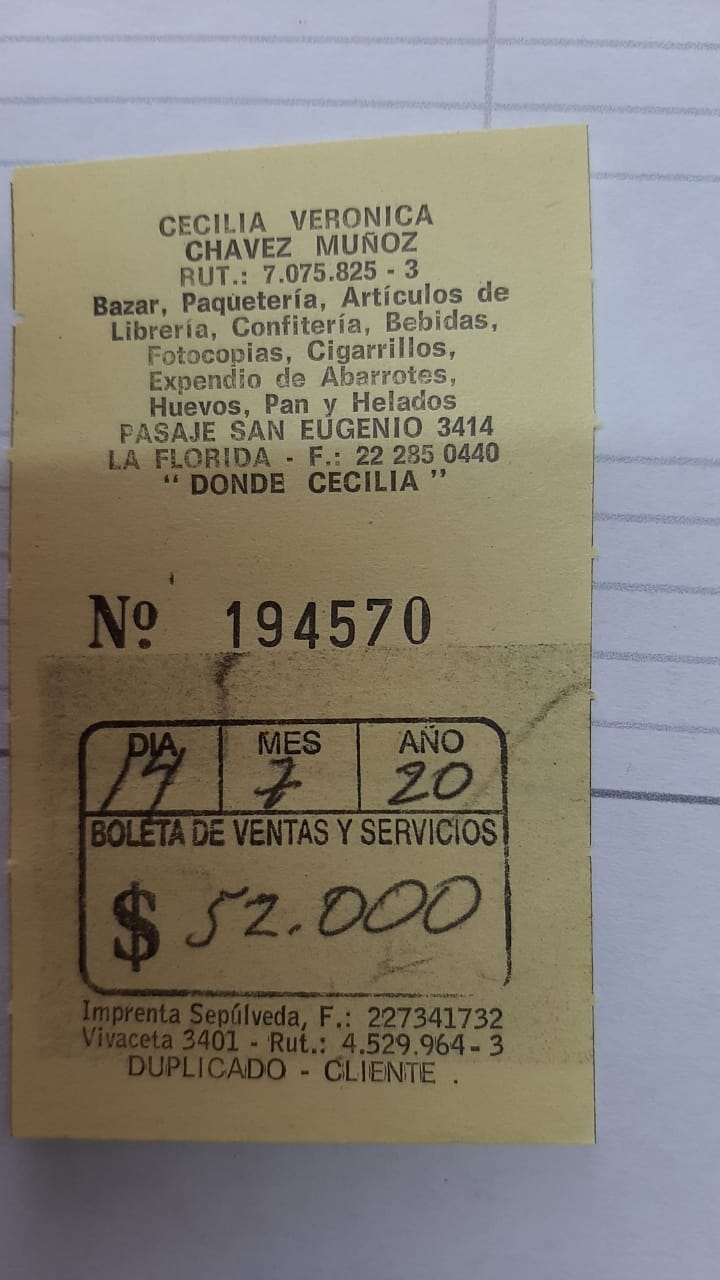 CECILIA VERONICA
CHAVEZ MUÑOZ
RUT.: 7.075.825 - 3
Bazar, Paquetería, Artículos de
Librería, Confitería, Bebidas,
Fotocopias, Cigarrillos,
Expendio de Abarrotes,
Huevos, Pan y Helados
PASAJE SAN EUGENIO 3414
LA FLORIDA - F.: 22 285 0440
“ DONDE CECILIA ”
Nº. 194570
DIA MES AÑO
14 7 20
BOLETA DE VENTAS Y SERVICIOS
$ 52.000
Imprenta Sepúlveda, F.: 227341732
Vivaceta 3401 - Rut.: 4.529.964-3
DUPLICADO - CLIENTE .